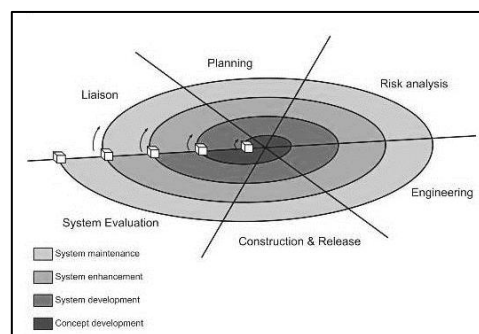 Planning
Liaison
Risk analysis
Engineering
System Evaluation
Construction & Release
System maintenance
System enhancement
System development
Concept development